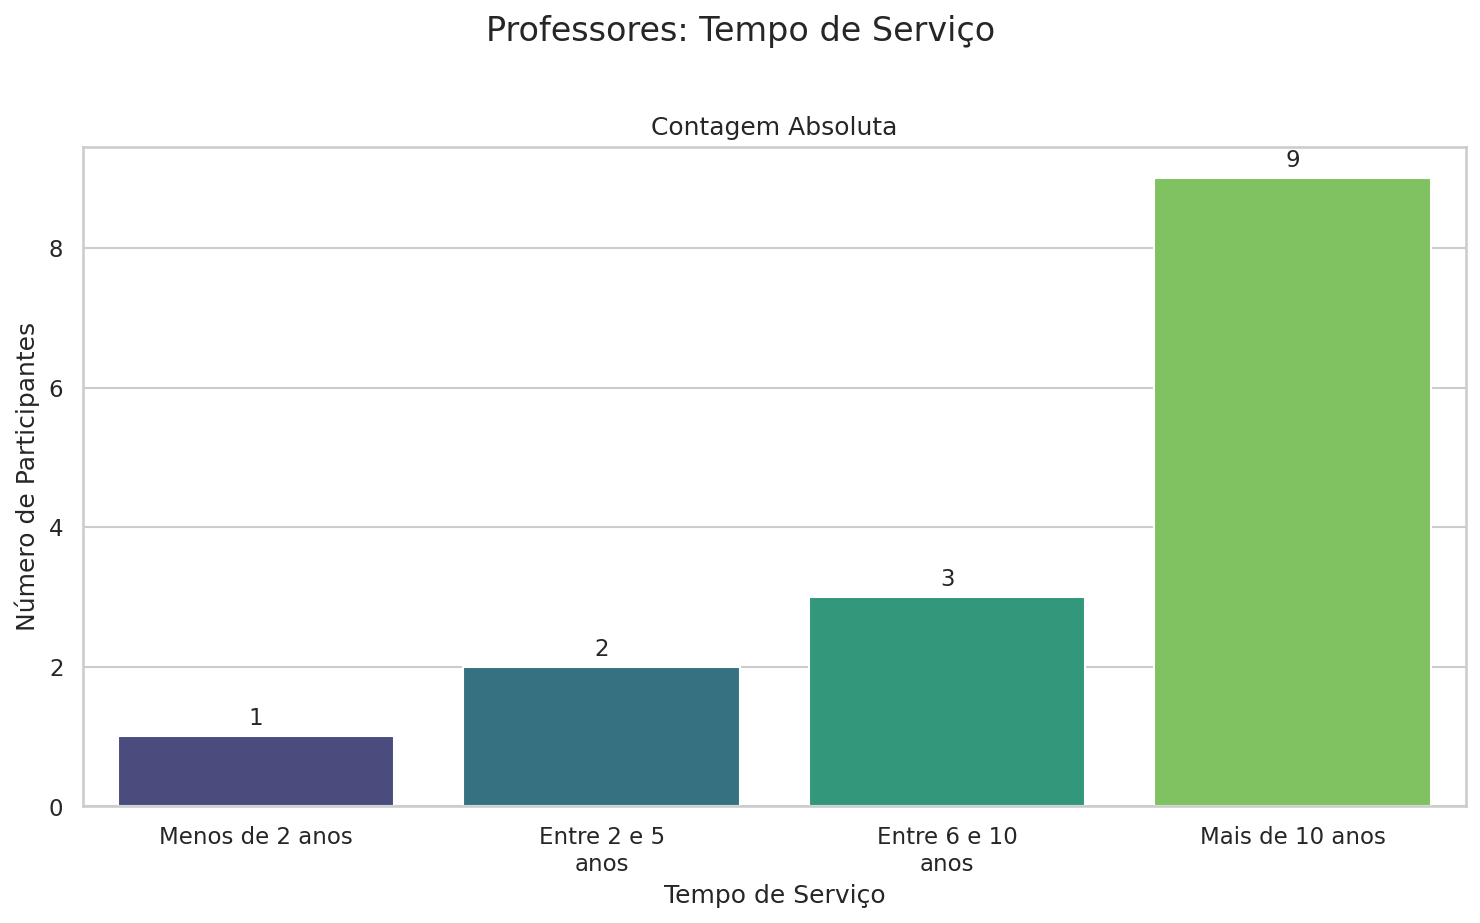 Professores: Tempo de Serviço
Contagem Absoluta
Número de Participantes
8
6
4
2
0
1
2
3
9
Menos de 2 anos
Entre 2 e 5
anos
Entre 6 e 10
anos
Mais de 10 anos
Tempo de Serviço